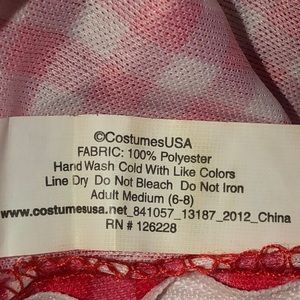 ©CostumesUSA
FABRIC: 100% Polyester
Hand Wash Cold With Like Colors
Line Dry Do Not Bleach Do Not Iron
Adult Medium (6-8)
www.costumesusa.net_841057_13187_2012_China
RN # 126228